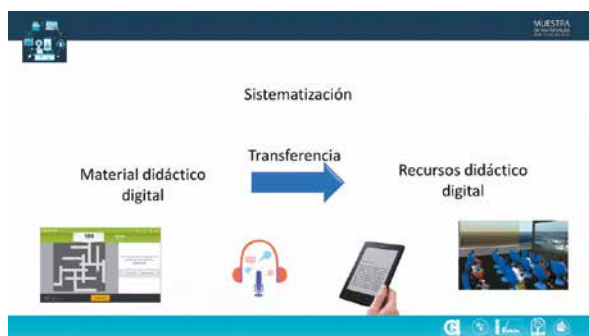 MUESTRA
Sistematización
Transferencia
Material didáctico
digital
Recursos didáctico
digital